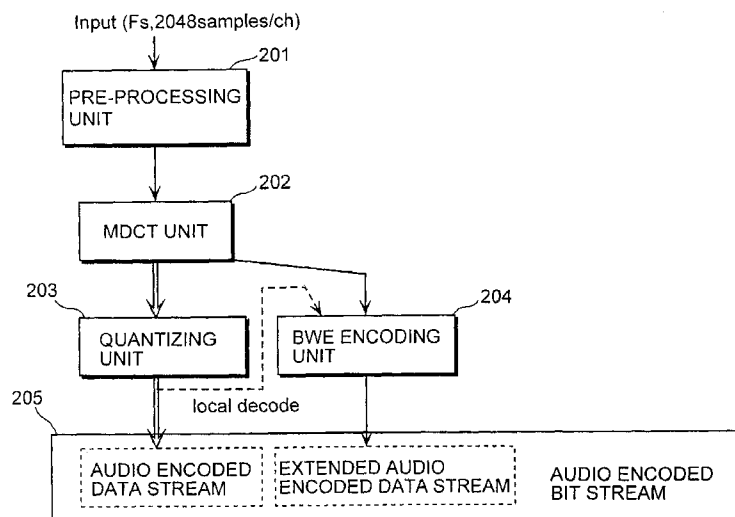 Input (Fs,2048samples/ch)
201
PRE-PROCESSING
UNIT
202
MDCT UNIT
203
QUANTIZING
UNIT
204
BWE ENCODING
UNIT
local decode
205
AUDIO ENCODED
DATA STREAM
EXTENDED AUDIO
ENCODED DATA STREAM
AUDIO ENCODED
BIT STREAM